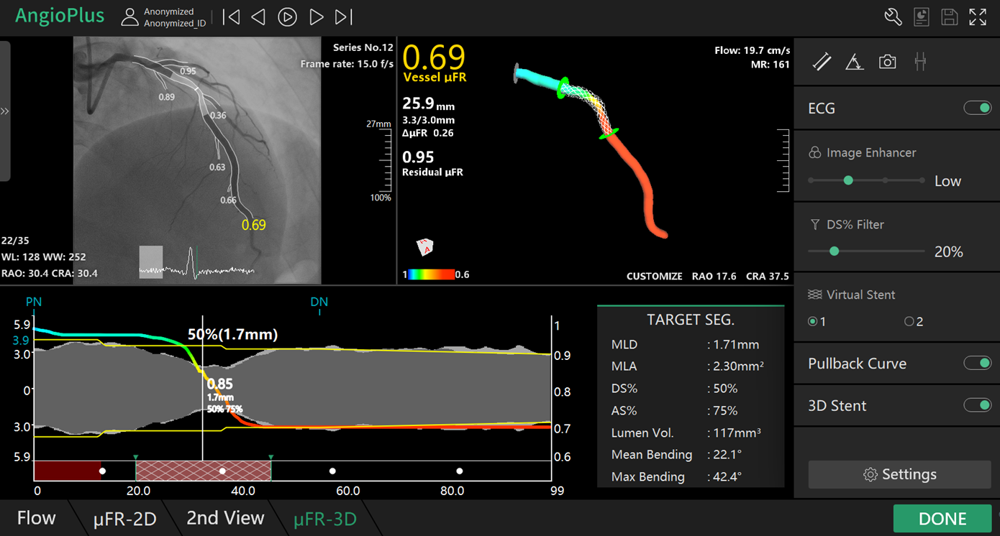 AngioPlus
Anonymized
Anonymized_ID
Series No.12
Frame rate: 15.0 f/s
0.95
0.89
0.36
0.63
0.66
0.69
27mm
100%
22/35
WL: 128 WW: 252
RAO: 30.4 CRA: 30.4
0.69
Vessel µFR
25.9 mm
3.3/3.0mm
ΔµFR 0.26
0.95
Residual µFR
Flow: 19.7 cm/s
MR: 161
A
1
0.6
CUSTOMIZE RAO 17.6 CRA 37.5
ECG
Image Enhancer
Low
DS% Filter
20%
Virtual Stent
1
2
Pullback Curve
3D Stent
Settings
PN
DN
5.9
3.9
3.0
0
3.0
5.9
50%(1.7mm)
0.85
1.7mm
50% 75%
1
0.9
0.8
0.7
0.6
0
20.0
40.0
60.0
80.0
99
TARGET SEG.
MLD : 1.71mm
MLA : 2.30mm²
DS% : 50%
AS% : 75%
Lumen Vol. : 117mm³
Mean Bending : 22.1°
Max Bending : 42.4°
Flow
µFR-2D
2nd View
µFR-3D
DONE